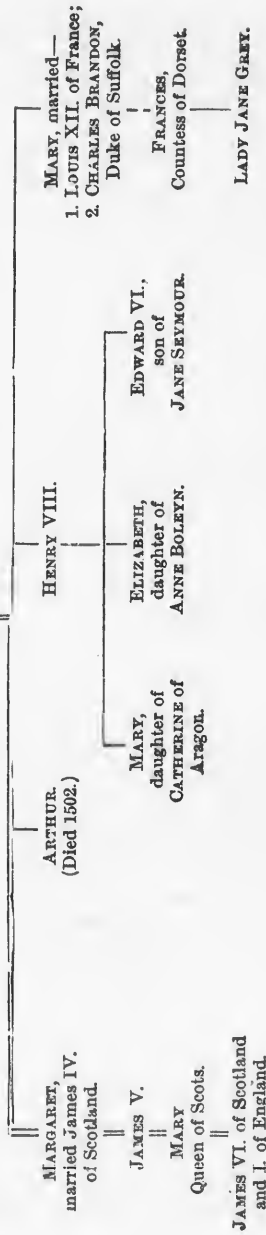 MARGARET,
married James IV.
of Scotland.
JAMES V.
MARY
Queen of Scots.
JAMES VI. of Scotland
and I. of England.
ARTHUR.
(Died 1502.)
HENRY VIII.
MARY,
daughter of
CATHERINE of
Aragon.
ELIZABETH,
daughter of
ANNE BOLEYN.
EDWARD VI.,
son of
JANE SEYMOUR.
MARY, married—
1. LOUIS XII. of France;
2. CHARLES BRANDON,
Duke of Suffolk.
FRANCES,
Countess of Dorset.
LADY JANE GREY.